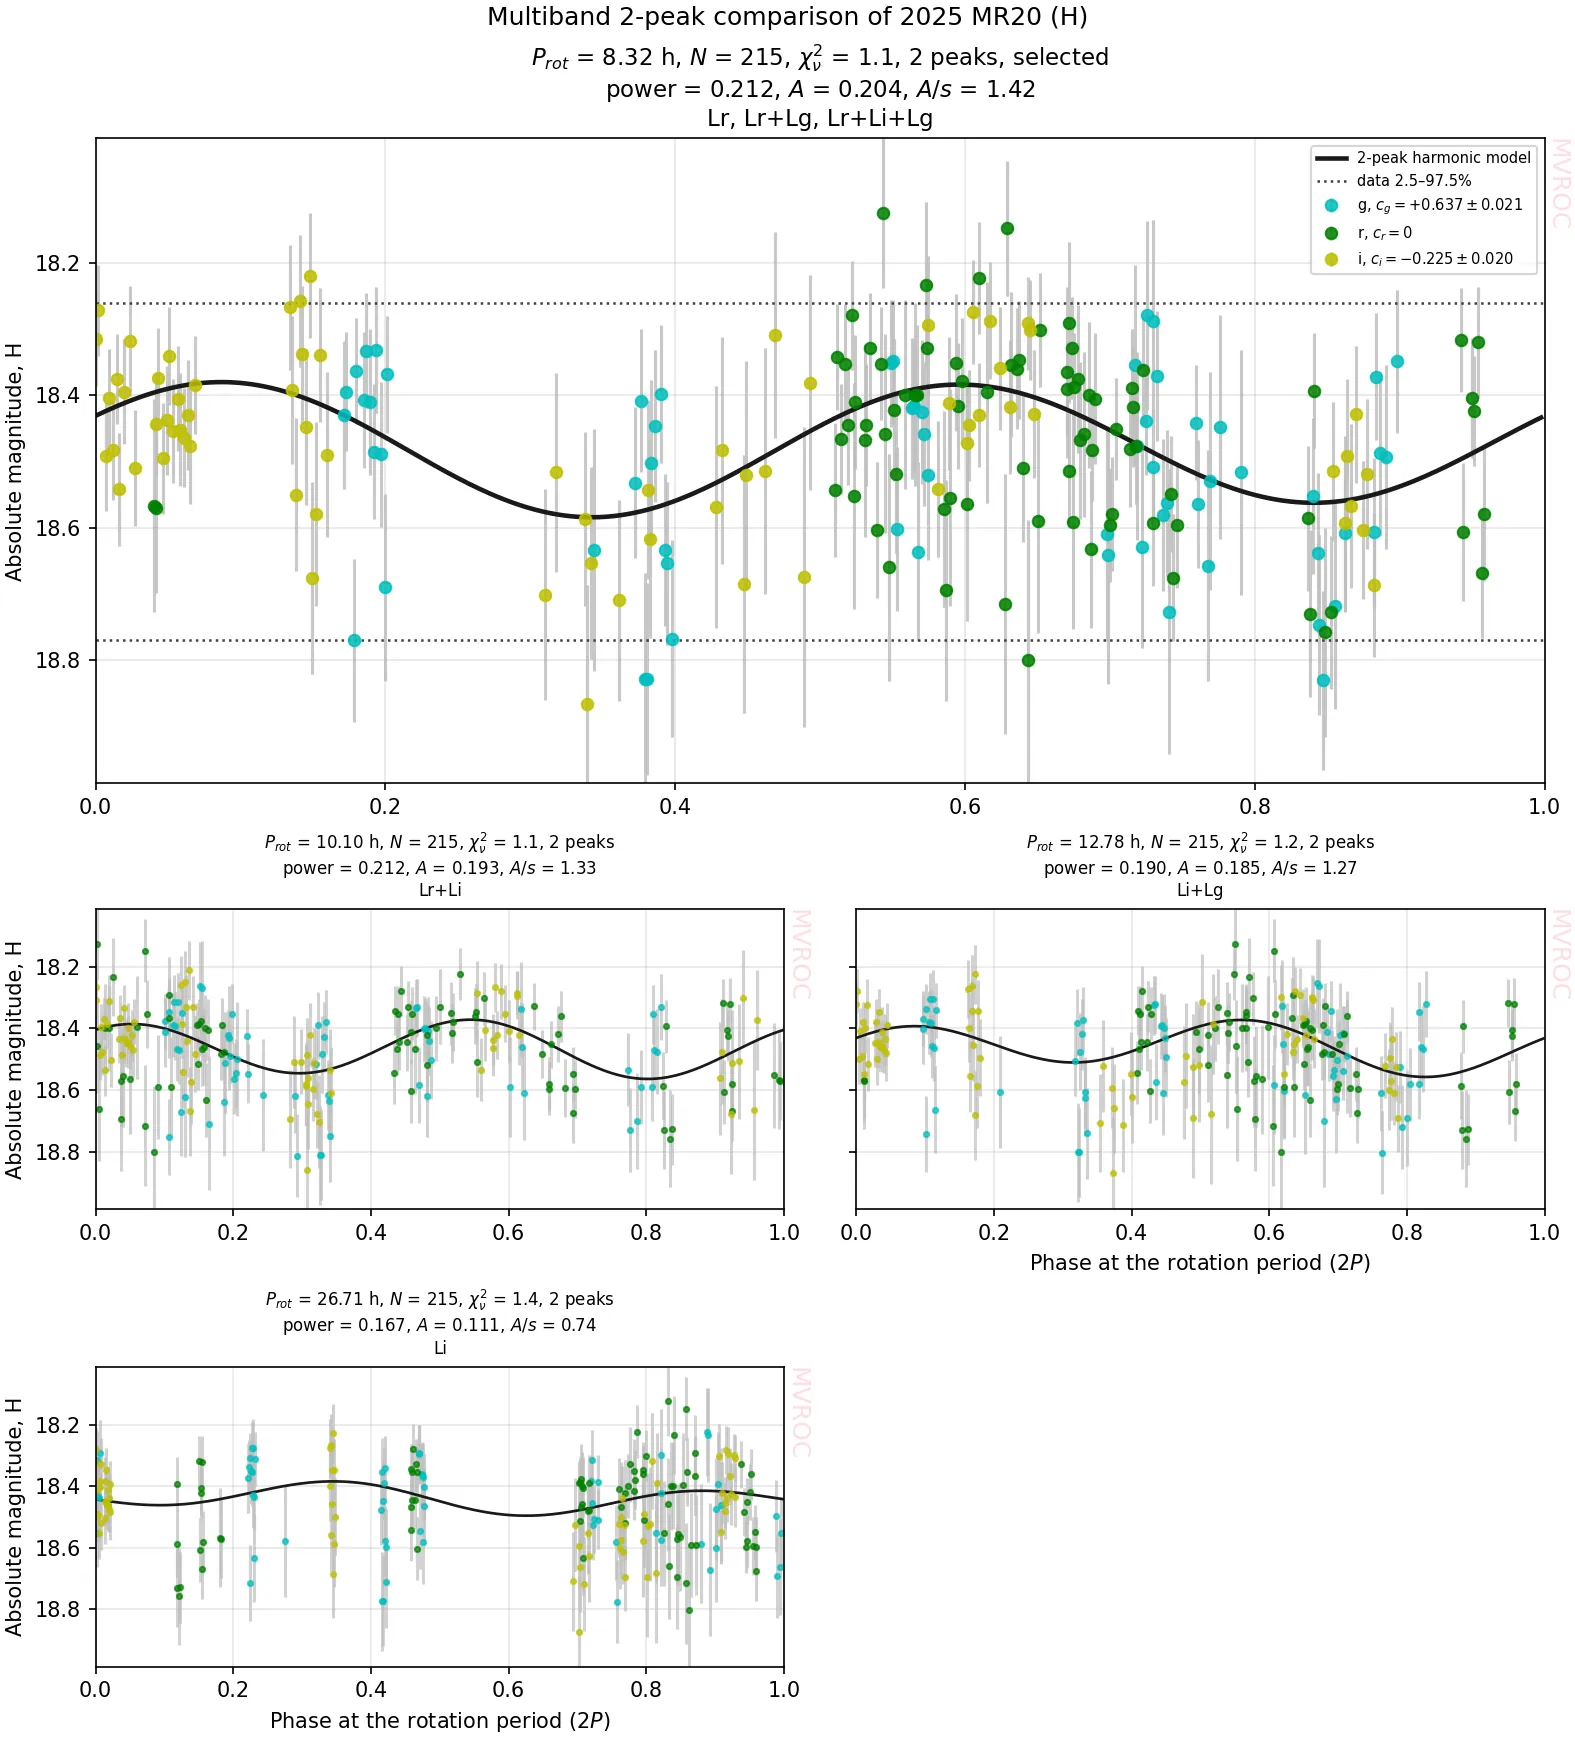 Multiband 2-peak comparison of 2025 MR20 (H)
P_rot = 8.32 h, N = 215, χ²_ν = 1.1, 2 peaks, selected
power = 0.212, A = 0.204, A/s = 1.42
Lr, Lr+Lg, Lr+Li+Lg
2-peak harmonic model
data 2.5–97.5%
g, c_g = +0.637 ± 0.021
r, c_r = 0
i, c_i = −0.225 ± 0.020
MVROC
Absolute magnitude, H
18.2
18.4
18.6
18.8
0.0 0.2 0.4 0.6 0.8 1.0
P_rot = 10.10 h, N = 215, χ²_ν = 1.1, 2 peaks
power = 0.212, A = 0.193, A/s = 1.33
Lr+Li
MVROC
Absolute magnitude, H
18.2
18.4
18.6
18.8
0.0 0.2 0.4 0.6 0.8 1.0
P_rot = 12.78 h, N = 215, χ²_ν = 1.2, 2 peaks
power = 0.190, A = 0.185, A/s = 1.27
Li+Lg
MVROC
0.0 0.2 0.4 0.6 0.8 1.0
Phase at the rotation period (2P)
P_rot = 26.71 h, N = 215, χ²_ν = 1.4, 2 peaks
power = 0.167, A = 0.111, A/s = 0.74
Li
MVROC
Absolute magnitude, H
18.2
18.4
18.6
18.8
0.0 0.2 0.4 0.6 0.8 1.0
Phase at the rotation period (2P)